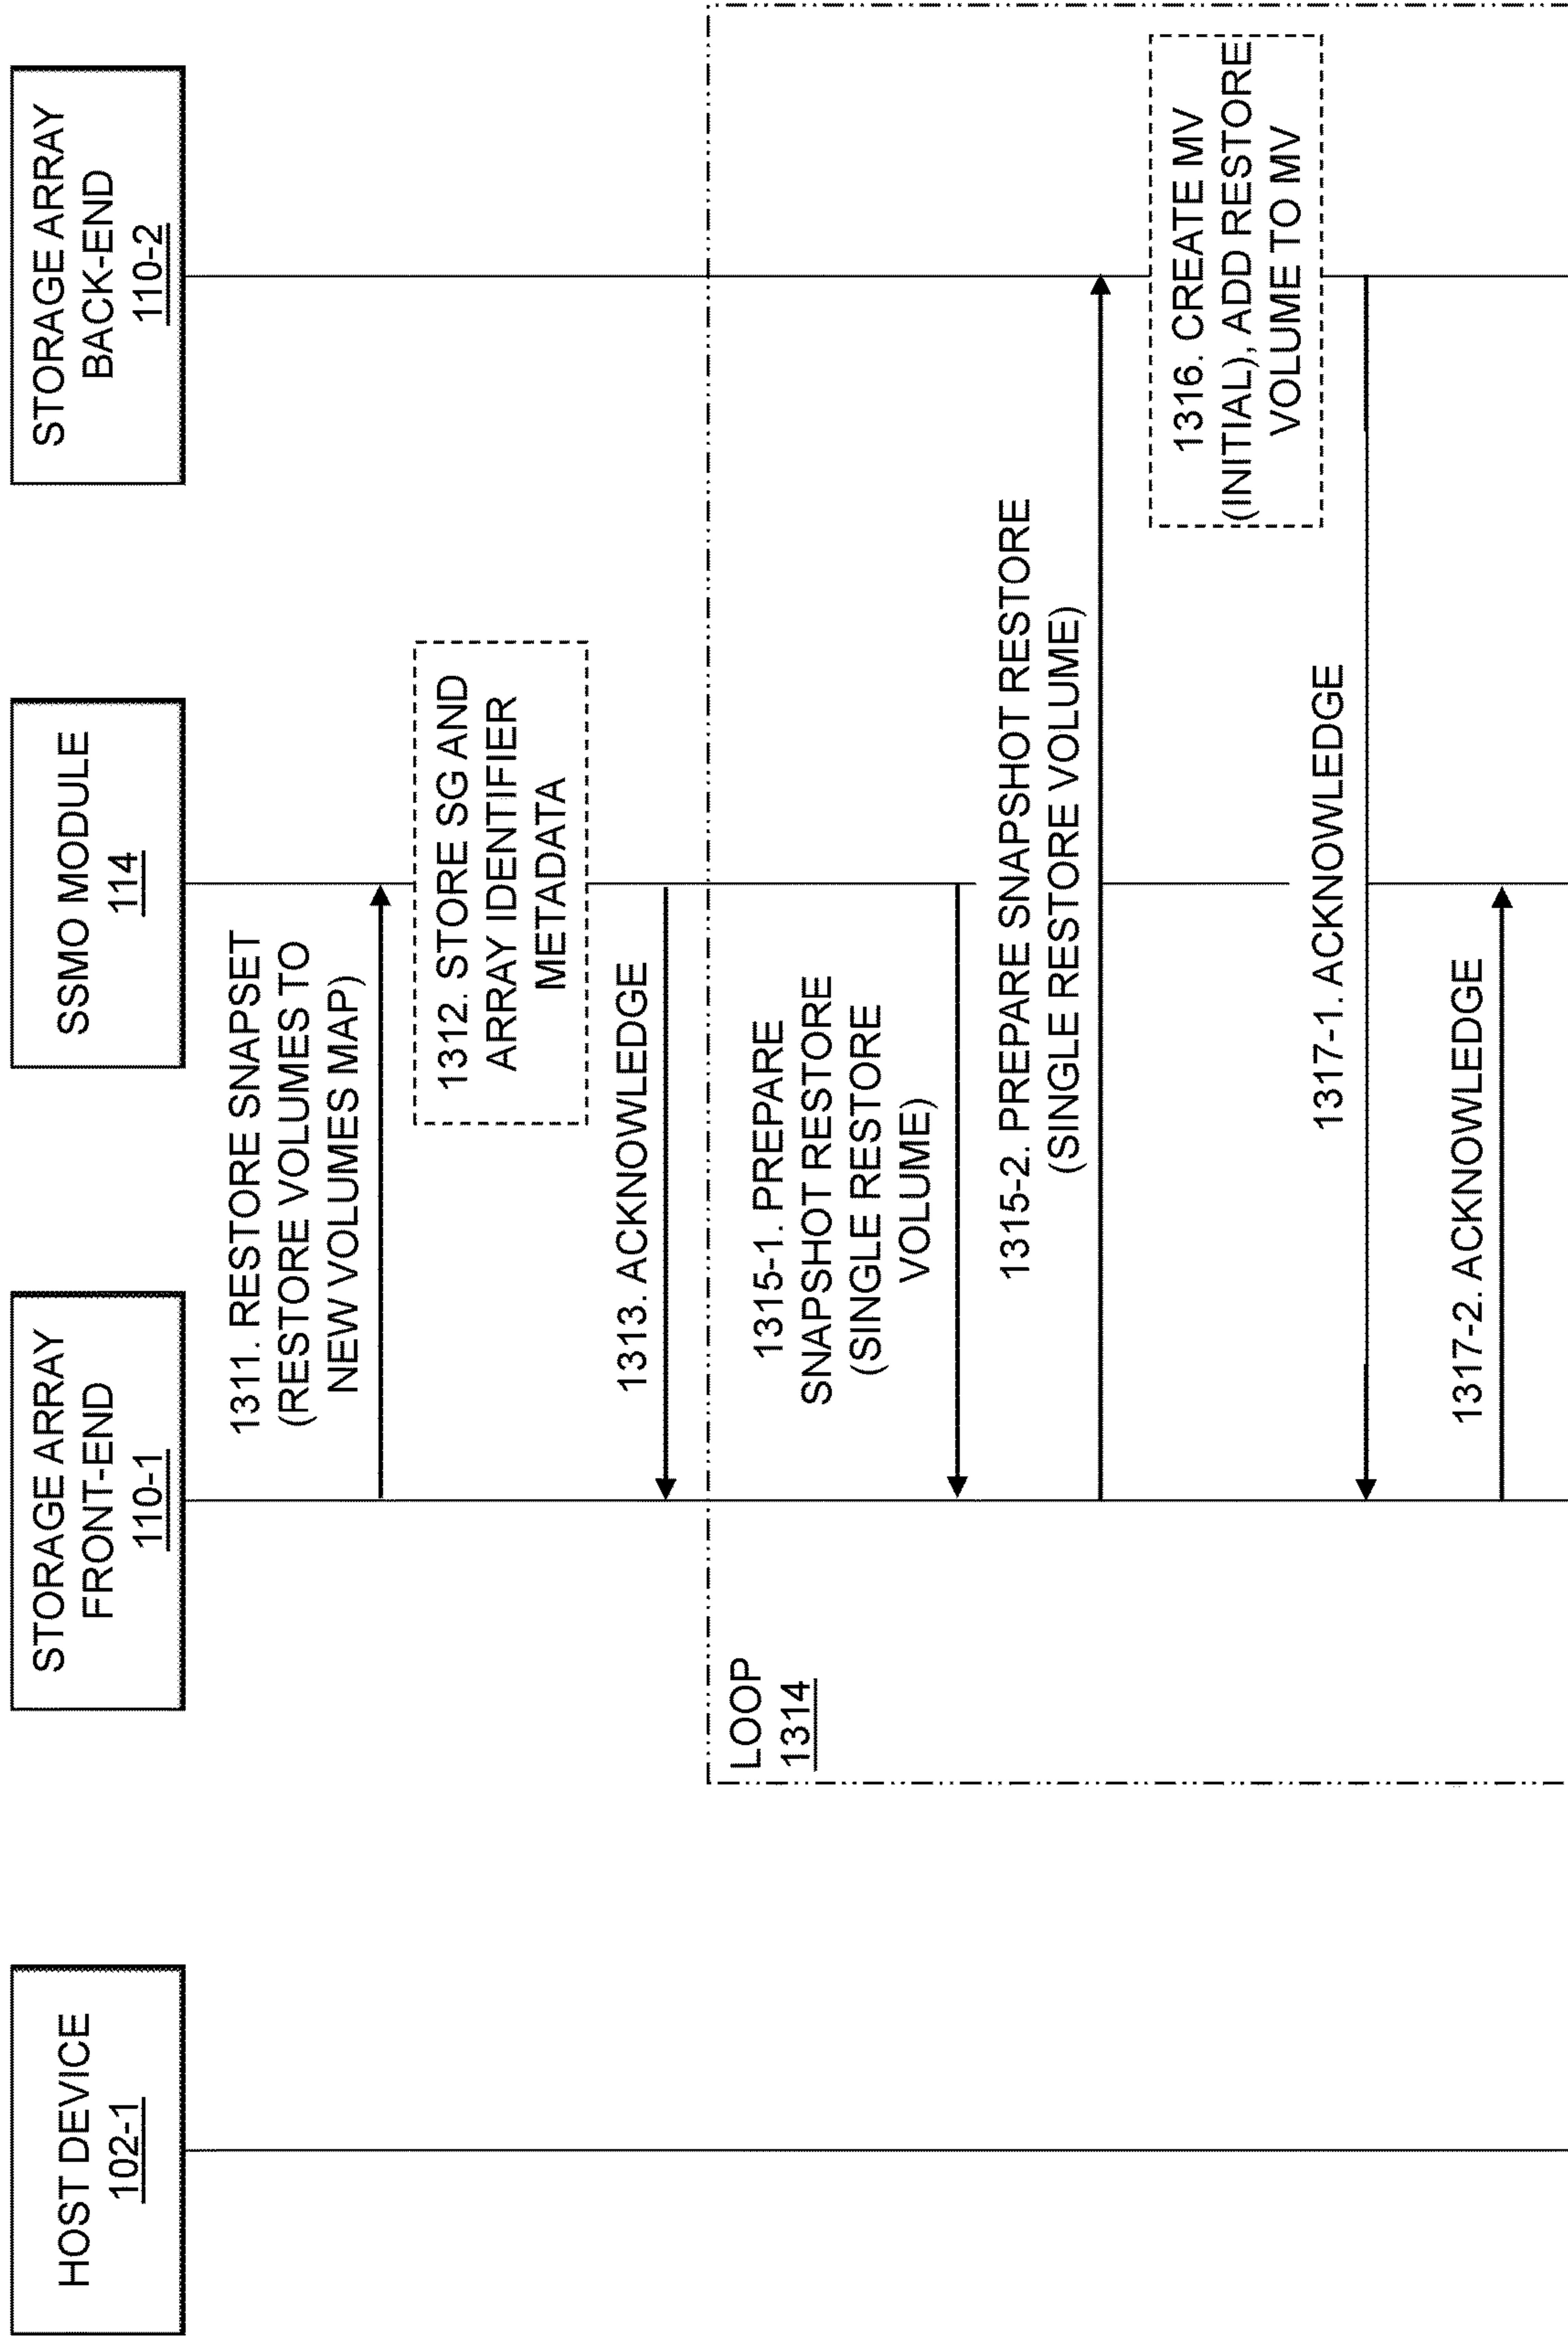 HOST DEVICE
102-1
STORAGE ARRAY
FRONT-END
110-1
SSMO MODULE
114
STORAGE ARRAY
BACK-END
110-2
1311. RESTORE SNAPSET
(RESTORE VOLUMES TO
NEW VOLUMES MAP)
1312. STORE SG AND
ARRAY IDENTIFIER
METADATA
1313. ACKNOWLEDGE
LOOP
1314
1315-1. PREPARE
SNAPSHOT RESTORE
(SINGLE RESTORE
VOLUME)
1315-2. PREPARE SNAPSHOT RESTORE
(SINGLE RESTORE VOLUME)
1316. CREATE MV
(INITIAL), ADD RESTORE
VOLUME TO MV
1317-1. ACKNOWLEDGE
1317-2. ACKNOWLEDGE